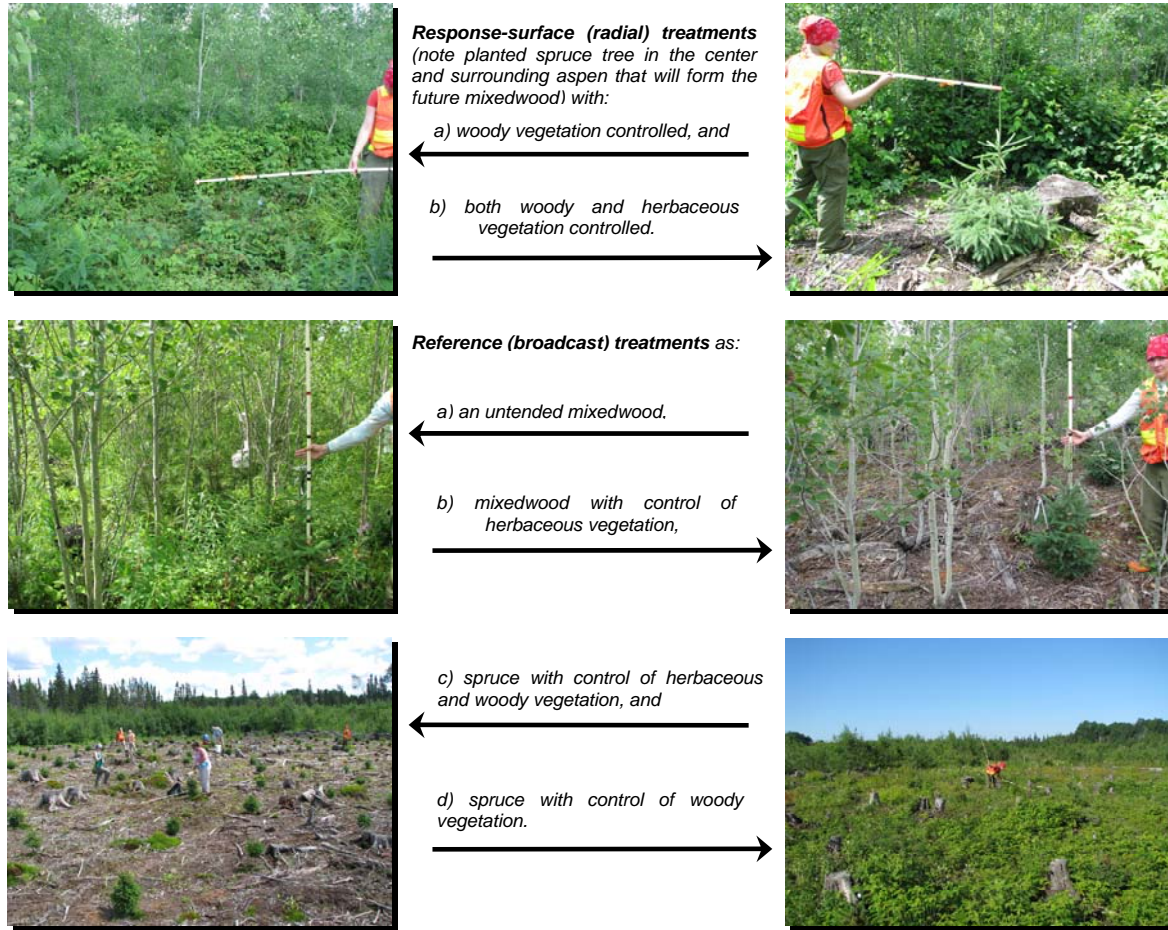 Response-surface (radial) treatments
(note planted spruce tree in the center
and surrounding aspen that will form the
future mixedwood) with:
a) woody vegetation controlled, and
b) both woody and herbaceous
vegetation controlled.
Reference (broadcast) treatments as:
a) an untended mixedwood,
b) mixedwood with control of
herbaceous vegetation,
c) spruce with control of herbaceous
and woody vegetation, and
d) spruce with control of woody
vegetation.